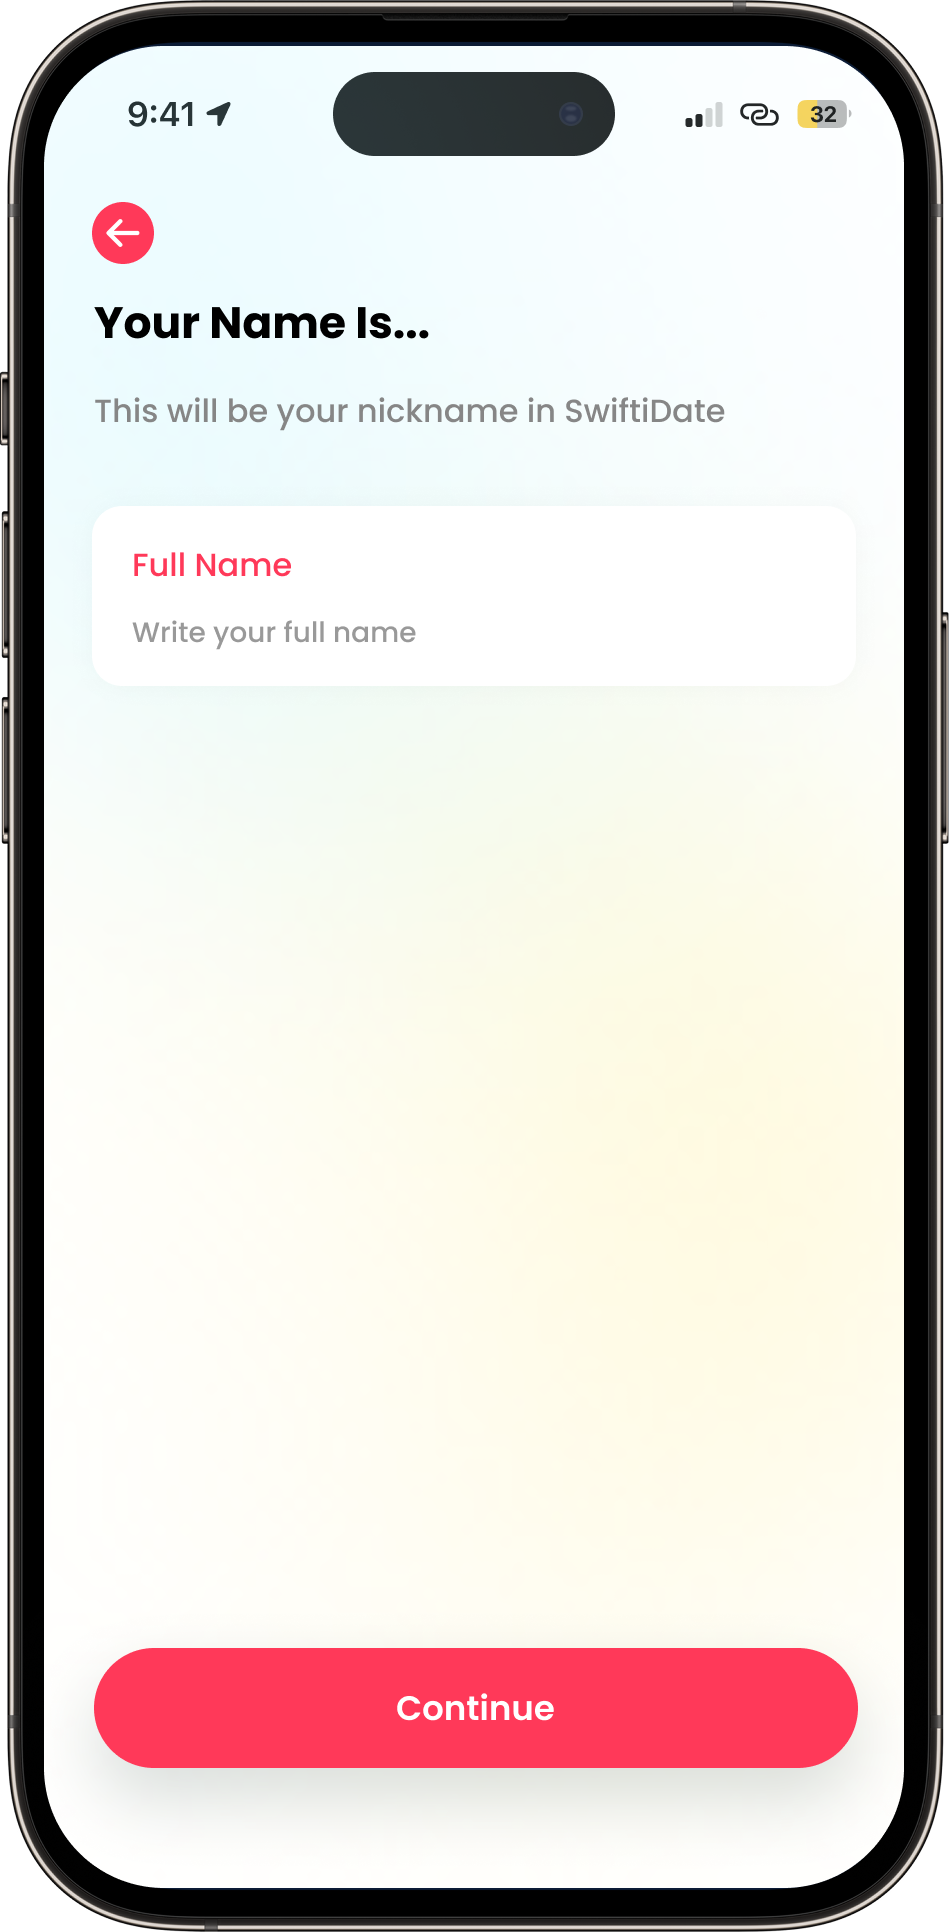 9:41
32
Your Name Is...
This will be your nickname in SwiftiDate
Full Name
Write your full name
Continue